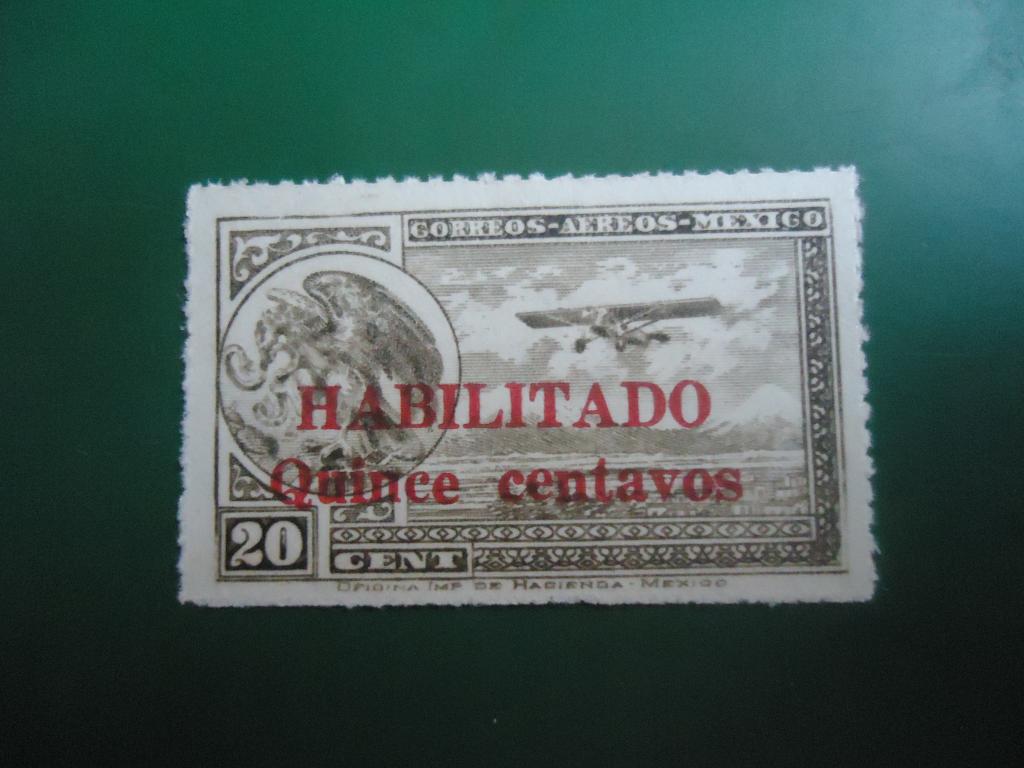 CORREOS-AEREOS-MEXICO
HABILITADO
Quince centavos
20
CENT
OFICINA IMP DE HACIENDA-MEXICO